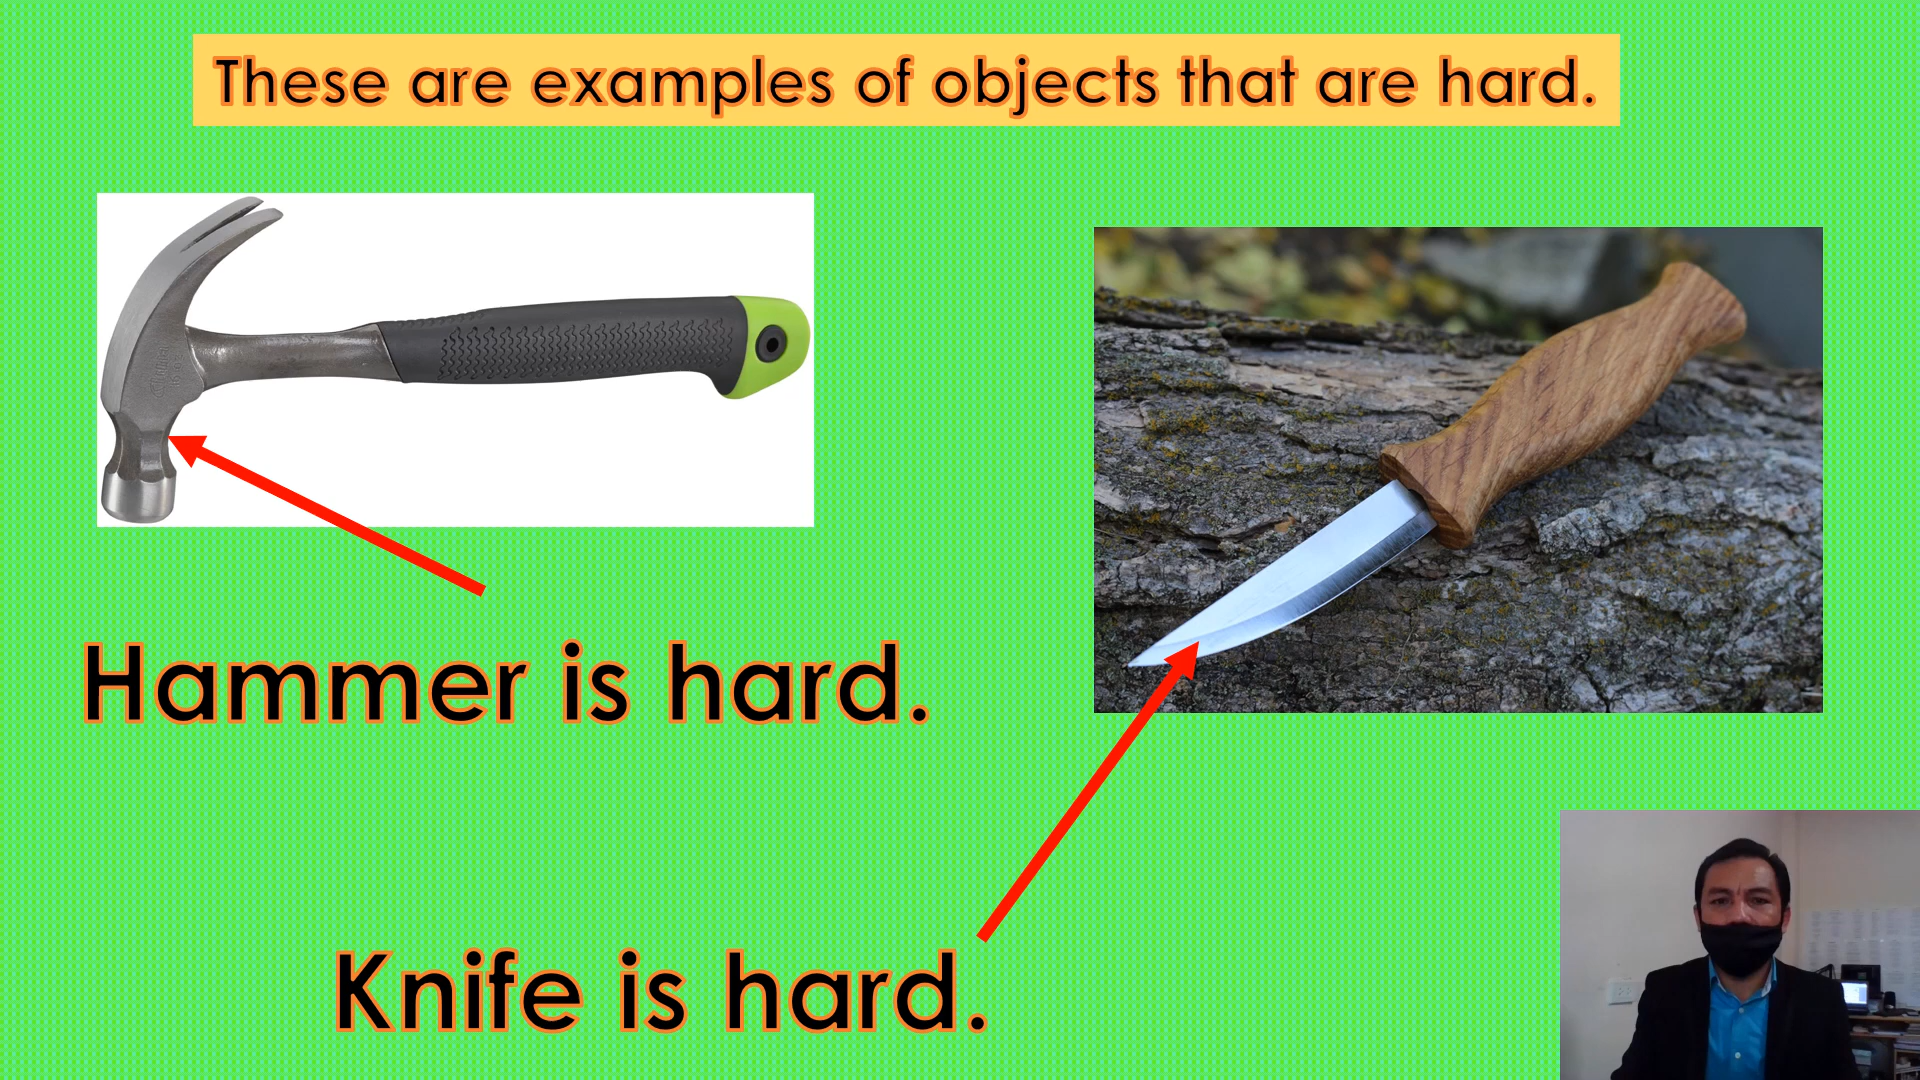 These are examples of objects that are hard.
Hammer is hard.
Knife is hard.